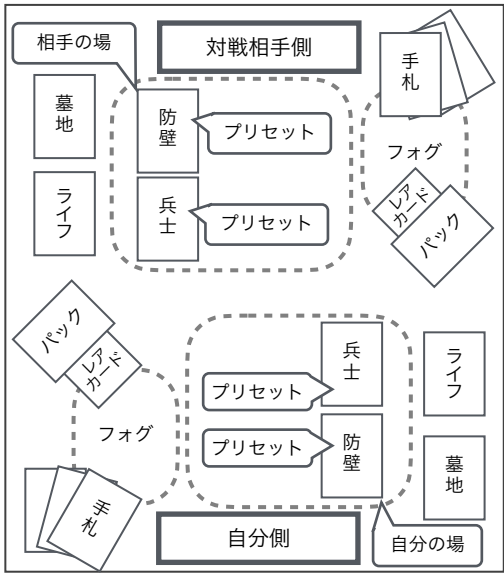 対戦相手側
相手の場
手札
墓地
防壁
プリセット
フォグ
ライフ
兵士
プリセット
レア
カード
パック
パック
レア
カード
兵士
ライフ
プリセット
フォグ
プリセット
防壁
墓地
手札
自分側
自分の場